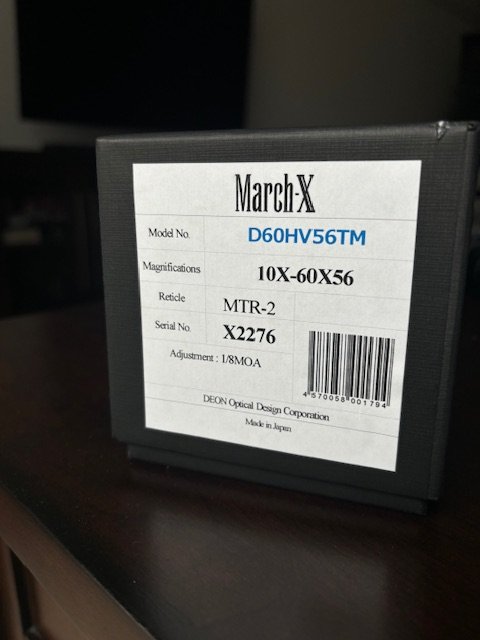 March-X
Model No. D60HV56TM
Magnifications 10X-60X56
Reticle MTR-2
Serial No. X2276
Adjustment : 1/8MOA
4 570058 001794
DEON Optical Design Corporation
Made in Japan